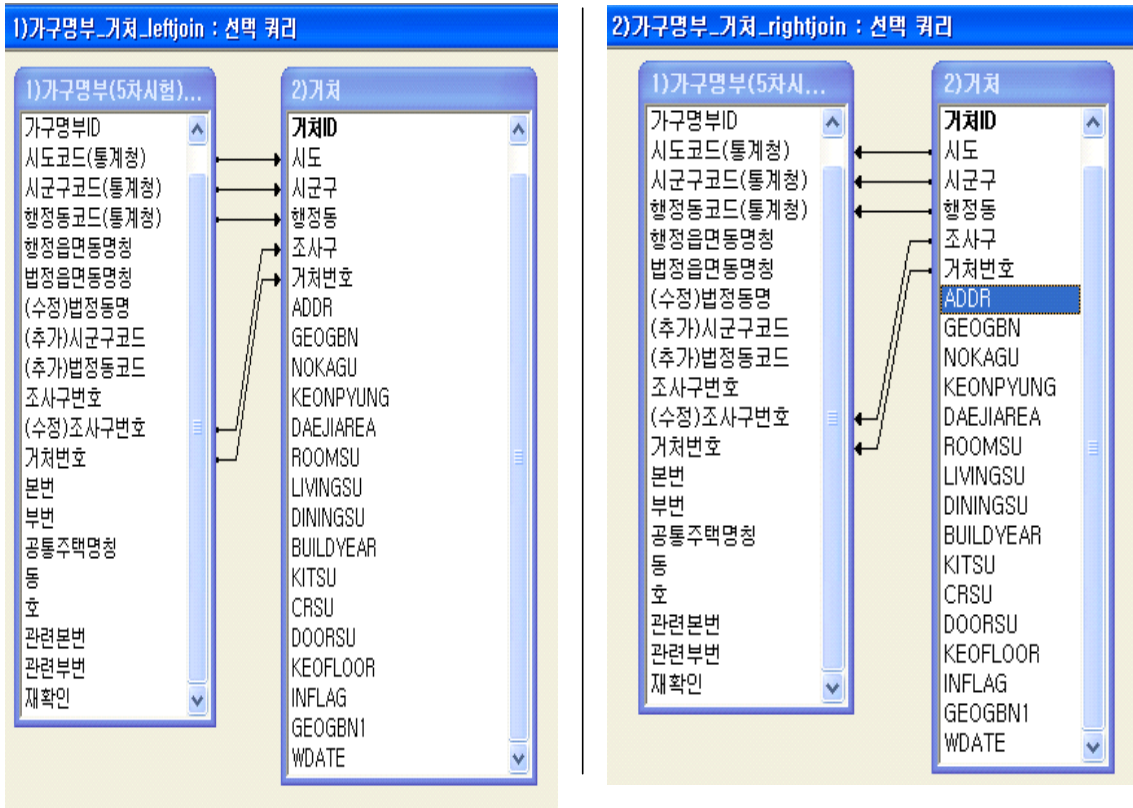 1)가구명부_거처_leftjoin : 선택 쿼리
1)가구명부(5차시험)...
가구명부ID
시도코드(통계청)
시군구코드(통계청)
행정동코드(통계청)
행정읍면동명칭
법정읍면동명칭
(수정)법정동명
(추가)시군구코드
(추가)법정동코드
조사구번호
(수정)조사구번호
거처번호
본번
부번
공통주택명칭
동
호
관련본번
관련부번
재확인
2)거처
거처ID
시도
시군구
행정동
조사구
거처번호
ADDR
GEOGBN
NOKAGU
KEONPYUNG
DAEJIAREA
ROOMSU
LIVINGSU
DININGSU
BUILDYEAR
KITSU
CRSU
DOORSU
KEOFLOOR
INFLAG
GEOGBN1
WDATE
2)가구명부_거처_rightjoin : 선택 쿼리
1)가구명부(5차시...
가구명부ID
시도코드(통계청)
시군구코드(통계청)
행정동코드(통계청)
행정읍면동명칭
법정읍면동명칭
(수정)법정동명
(추가)시군구코드
(추가)법정동코드
조사구번호
(수정)조사구번호
거처번호
본번
부번
공통주택명칭
동
호
관련본번
관련부번
재확인
2)거처
거처ID
시도
시군구
행정동
조사구
거처번호
ADDR
GEOGBN
NOKAGU
KEONPYUNG
DAEJIAREA
ROOMSU
LIVINGSU
DININGSU
BUILDYEAR
KITSU
CRSU
DOORSU
KEOFLOOR
INFLAG
GEOGBN1
WDATE